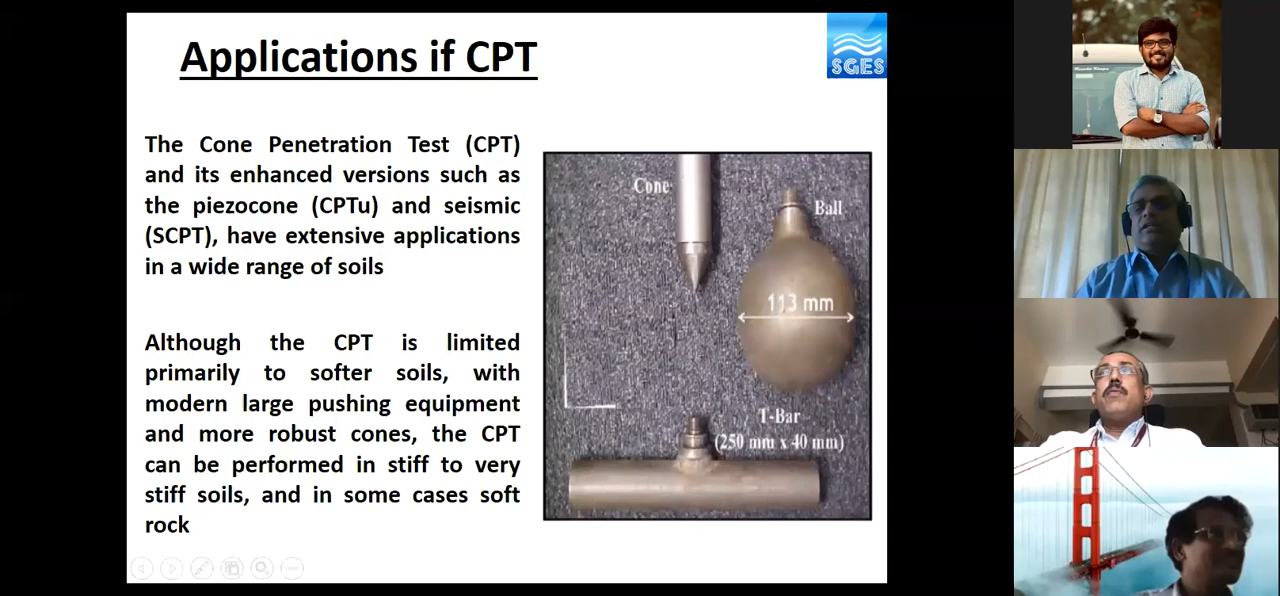 Applications if CPT
SGES
The Cone Penetration Test (CPT)
and its enhanced versions such as
the piezocone (CPTu) and seismic
(SCPT), have extensive applications
in a wide range of soils
Although the CPT is limited
primarily to softer soils, with
modern large pushing equipment
and more robust cones, the CPT
can be performed in stiff to very
stiff soils, and in some cases soft
rock
Cone
Ball
113 mm
T-Bar
(250 mm x 40 mm)